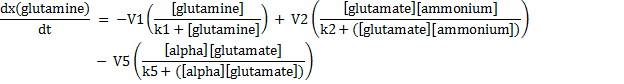 dx(glutamine)/dt = −V1([glutamine]/(k1 + [glutamine])) + V2([glutamate][ammonium]/(k2 + ([glutamate][ammonium])))
− V5([alpha][glutamate]/(k5 + ([alpha][glutamate])))